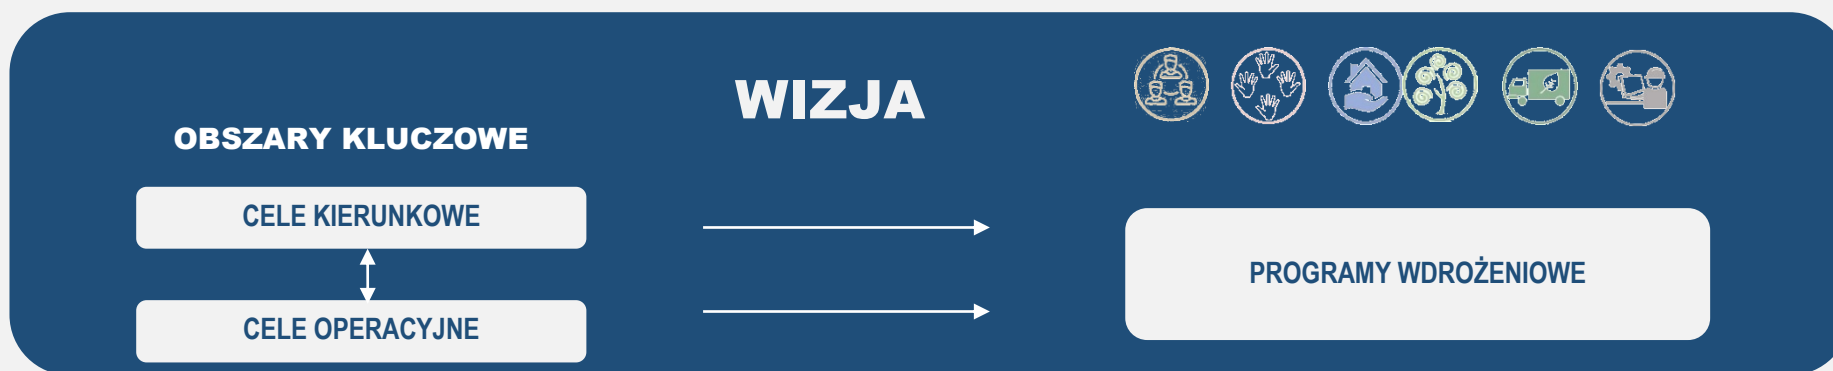 WIZJA
OBSZARY KLUCZOWE
CELE KIERUNKOWE
CELE OPERACYJNE
PROGRAMY WDROŻENIOWE